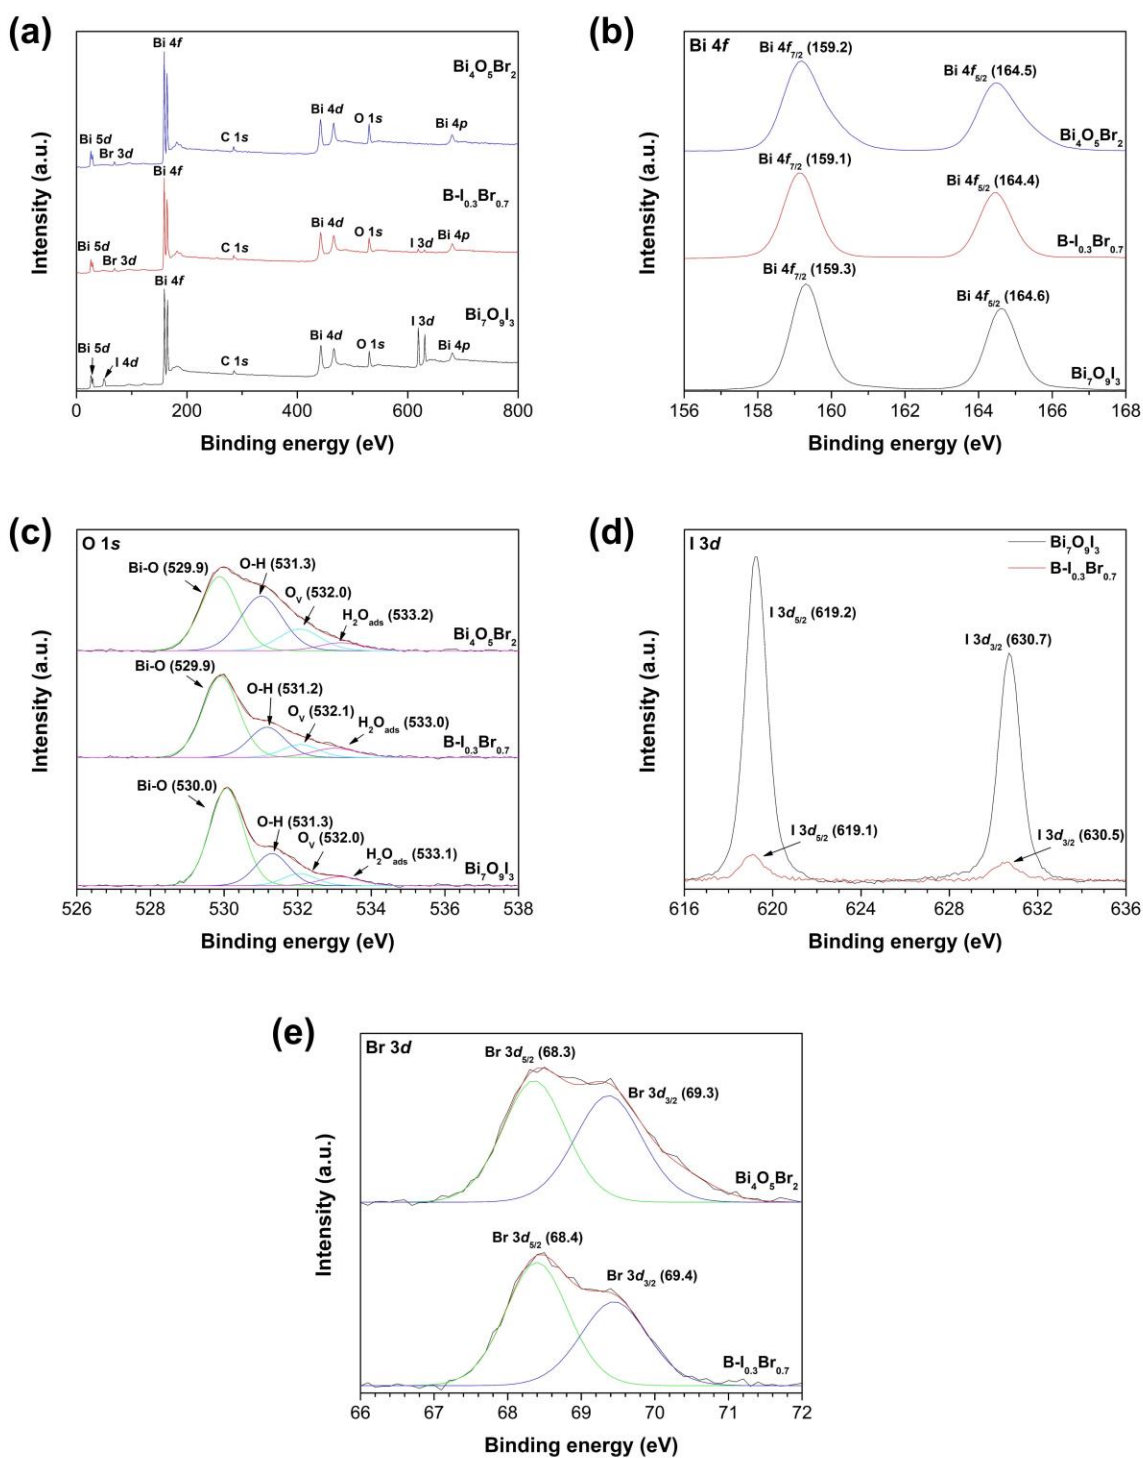 (a)
Bi 4f
Bi₄O₅Br₂
Bi 4d
O 1s
Bi 4p
Bi 5d
Br 3d
C 1s
Bi 4f
B-I₀.₃Br₀.₇
Bi 4d
O 1s
I 3d
Bi 4p
Bi 5d
Br 3d
C 1s
Bi 4f
Bi₇O₉I₃
Bi 4d
I 3d
O 1s
Bi 4p
Bi 5d
I 4d
C 1s
0 200 400 600 800
Binding energy (eV)
Intensity (a.u.)
(b)
Bi 4f
Bi 4f₇/₂ (159.2)
Bi 4f₅/₂ (164.5)
Bi₄O₅Br₂
Bi 4f₇/₂ (159.1)
Bi 4f₅/₂ (164.4)
B-I₀.₃Br₀.₇
Bi 4f₇/₂ (159.3)
Bi 4f₅/₂ (164.6)
Bi₇O₉I₃
156 158 160 162 164 166 168
Binding energy (eV)
Intensity (a.u.)
(c)
O 1s
Bi-O (529.9)
O-H (531.3)
Oᵥ (532.0)
H₂Oₐdₛ (533.2)
Bi₄O₅Br₂
Bi-O (529.9)
O-H (531.2)
Oᵥ (532.1)
H₂Oₐdₛ (533.0)
B-I₀.₃Br₀.₇
Bi-O (530.0)
O-H (531.3)
Oᵥ (532.0)
H₂Oₐdₛ (533.1)
Bi₇O₉I₃
526 528 530 532 534 536 538
Binding energy (eV)
Intensity (a.u.)
(d)
I 3d
Bi₇O₉I₃
B-I₀.₃Br₀.₇
I 3d₅/₂ (619.2)
I 3d₃/₂ (630.7)
I 3d₅/₂ (619.1)
I 3d₃/₂ (630.5)
616 620 624 628 632 636
Binding energy (eV)
Intensity (a.u.)
(e)
Br 3d
Br 3d₅/₂ (68.3)
Br 3d₃/₂ (69.3)
Bi₄O₅Br₂
Br 3d₅/₂ (68.4)
Br 3d₃/₂ (69.4)
B-I₀.₃Br₀.₇
66 67 68 69 70 71 72
Binding energy (eV)
Intensity (a.u.)